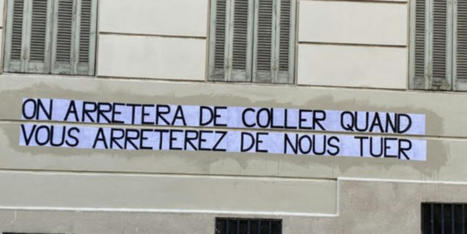 ON ARRETERA DE COLLER QUAND
VOUS ARRETEREZ DE NOUS TUER